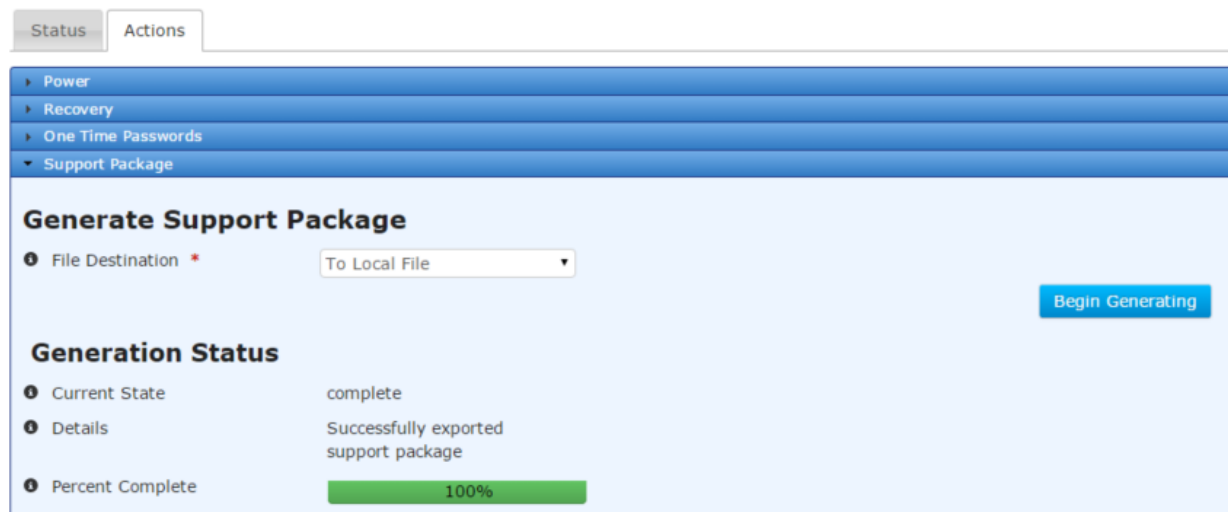 Status Actions
Power
Recovery
One Time Passwords
Support Package
Generate Support Package
File Destination * To Local File
Begin Generating
Generation Status
Current State complete
Details Successfully exported
support package
Percent Complete 100%